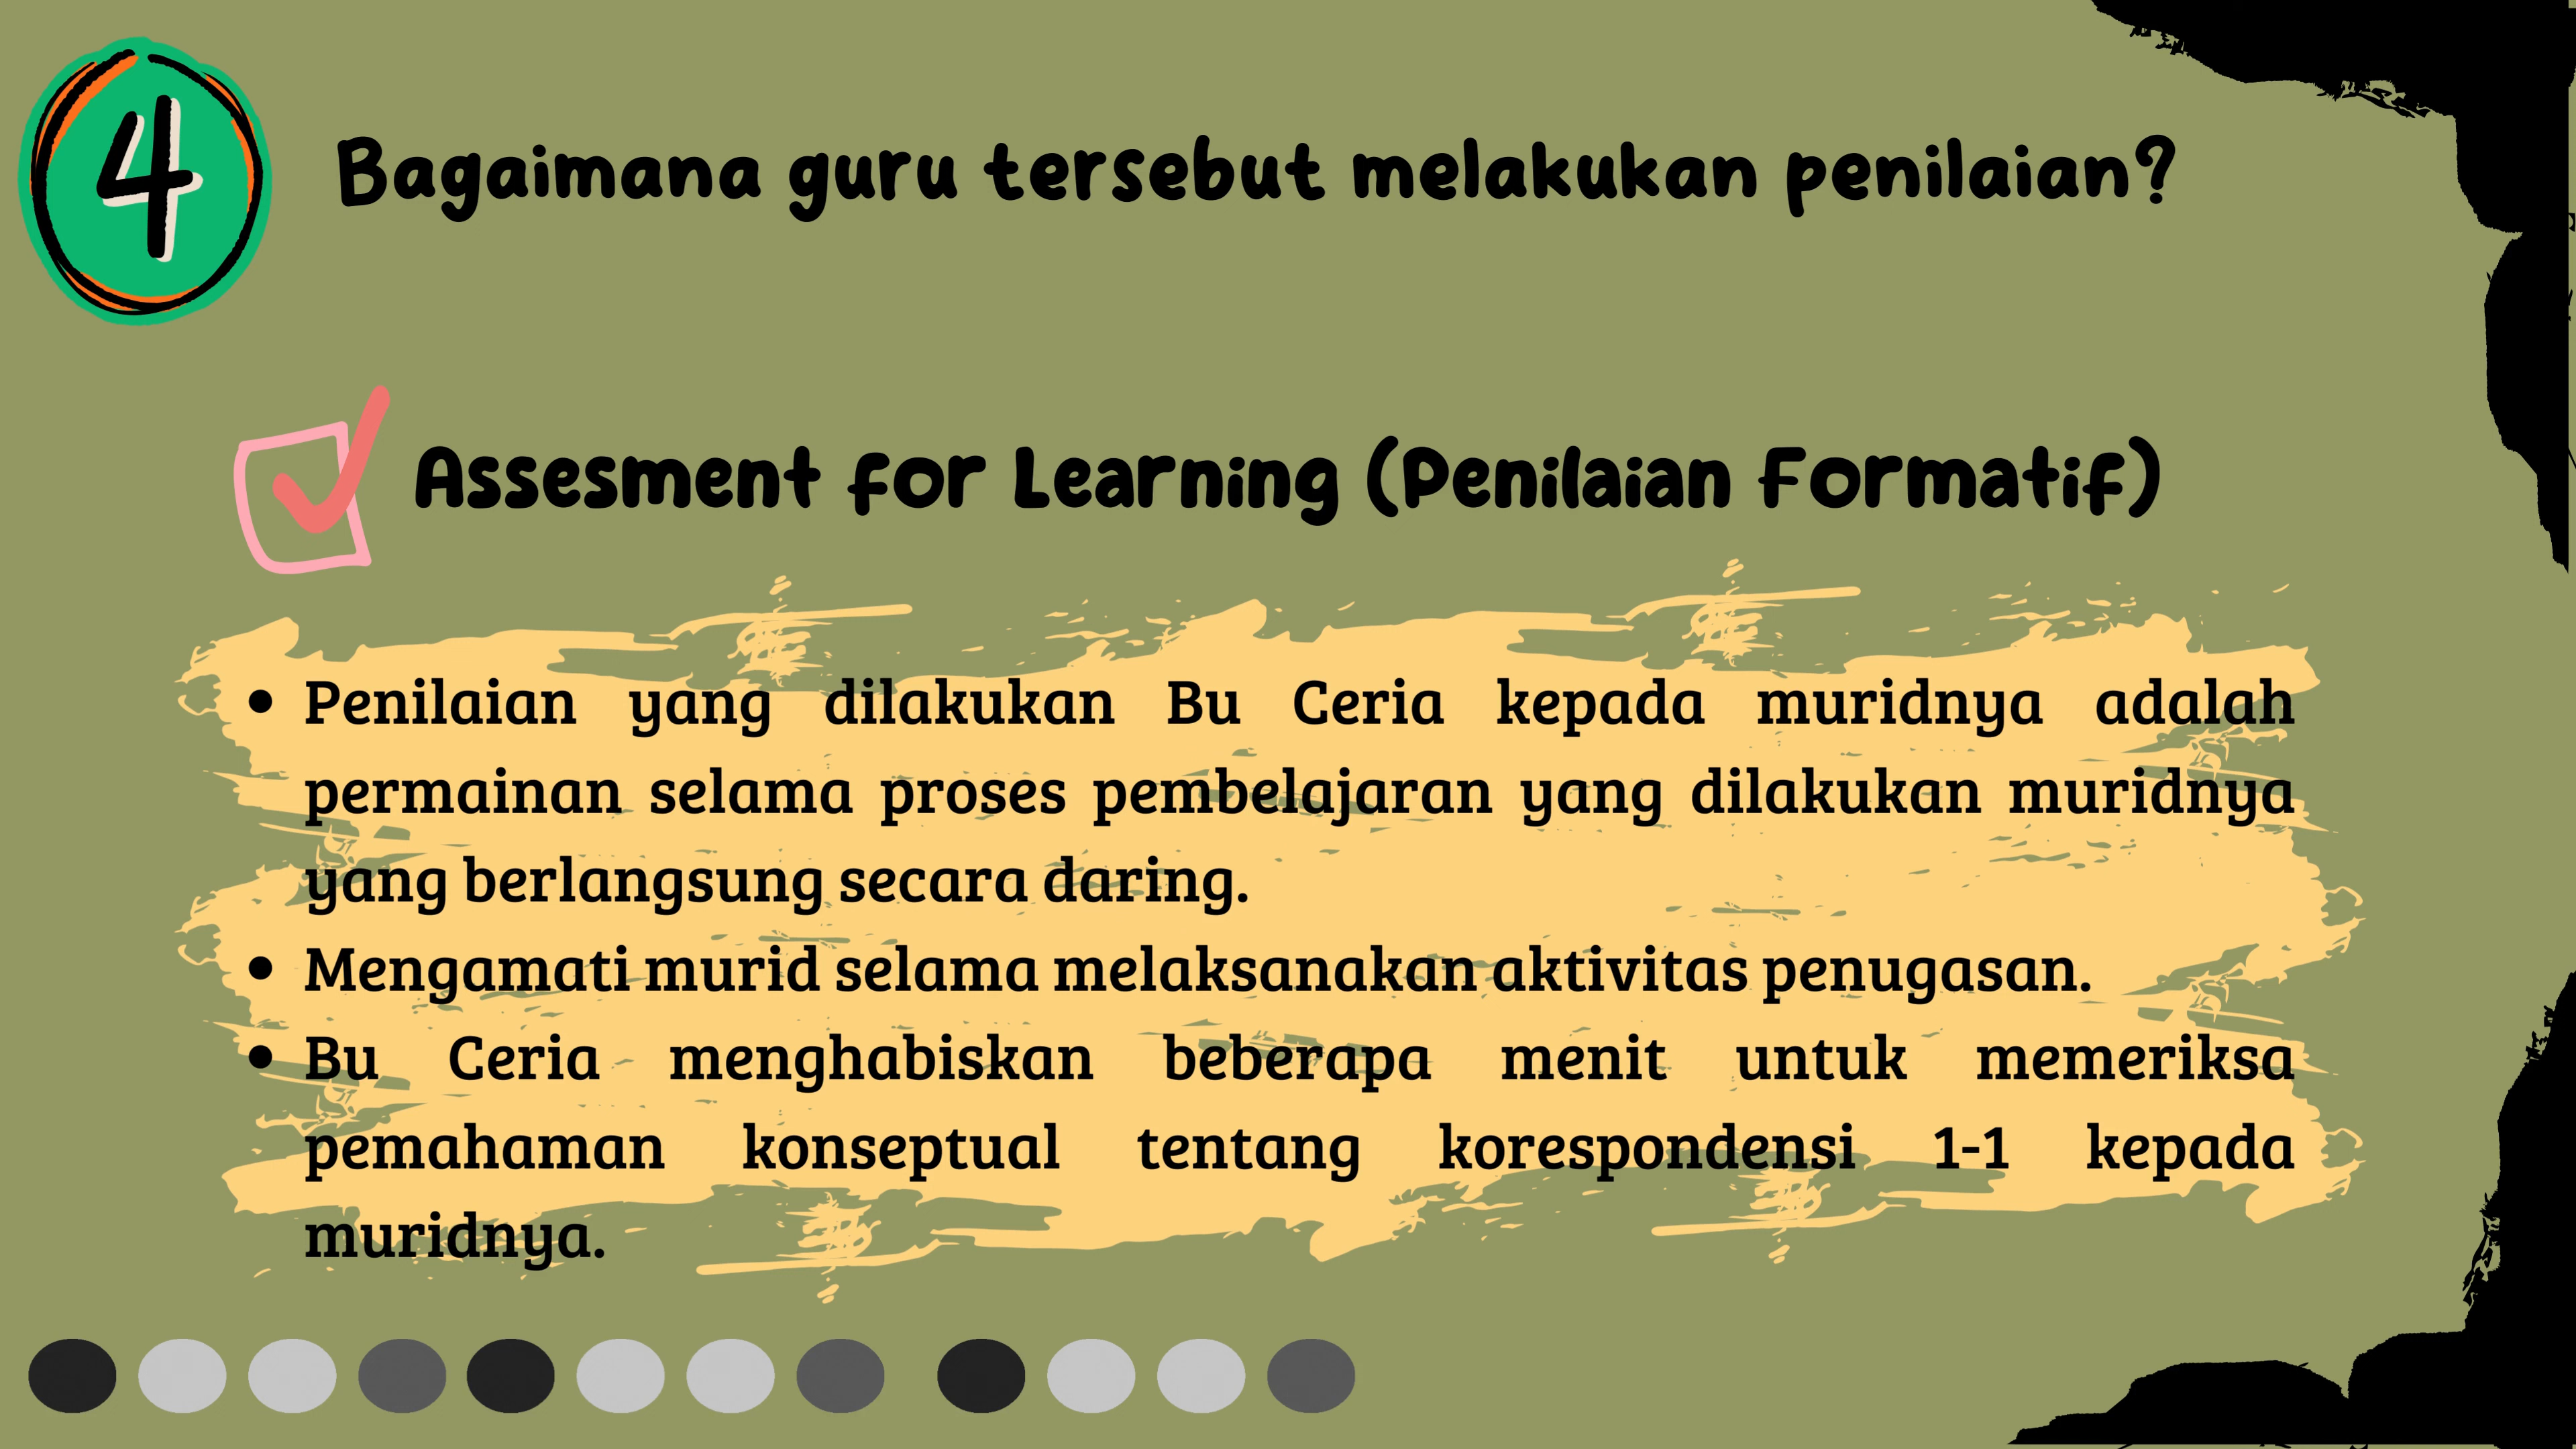 4
Bagaimana guru tersebut melakukan penilaian?
Assesment for Learning (Penilaian Formatif)
• Penilaian yang dilakukan Bu Ceria kepada muridnya adalah
permainan selama proses pembelajaran yang dilakukan muridnya
yang berlangsung secara daring.
• Mengamati murid selama melaksanakan aktivitas penugasan.
• Bu Ceria menghabiskan beberapa menit untuk memeriksa
pemahaman konseptual tentang korespondensi 1-1 kepada
muridnya.